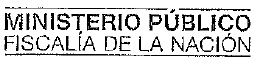 MINISTERIO PÚBLICO
FISCALÍA DE LA NACIÓN